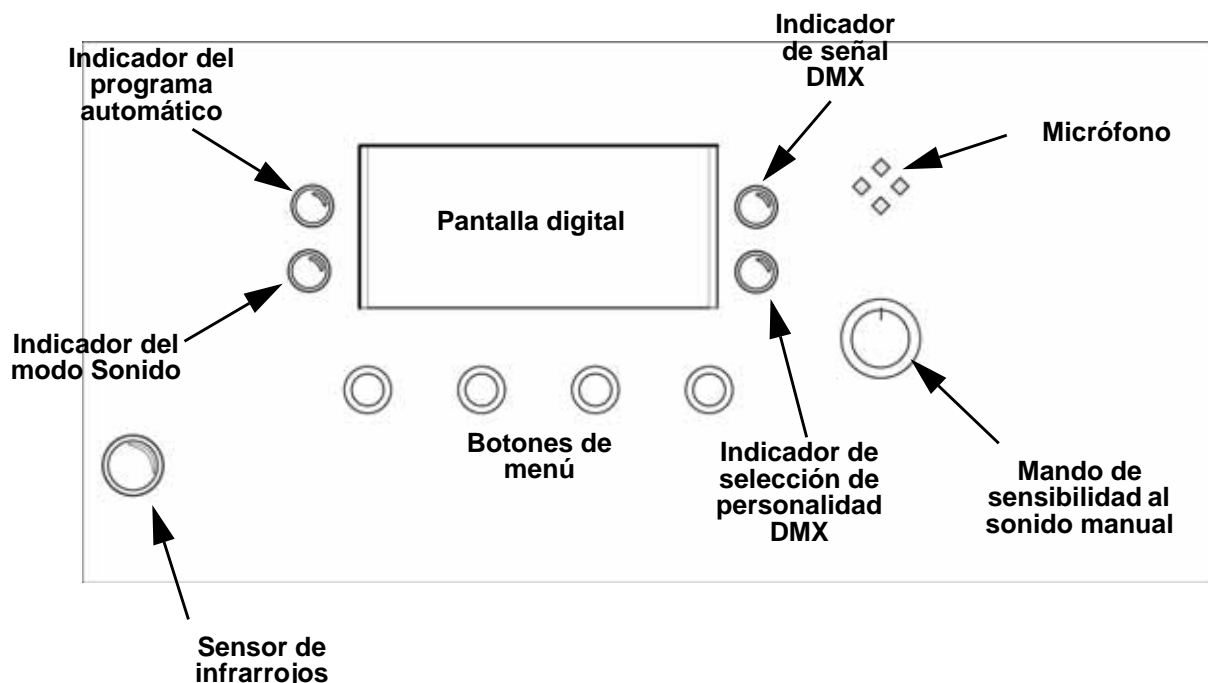 Indicador del
programa
automático
Indicador
de señal
DMX
Micrófono
Pantalla digital
Indicador del
modo Sonido
Botones de
menú
Indicador de
selección de
personalidad
DMX
Mando de
sensibilidad al
sonido manual
Sensor de
infrarrojos